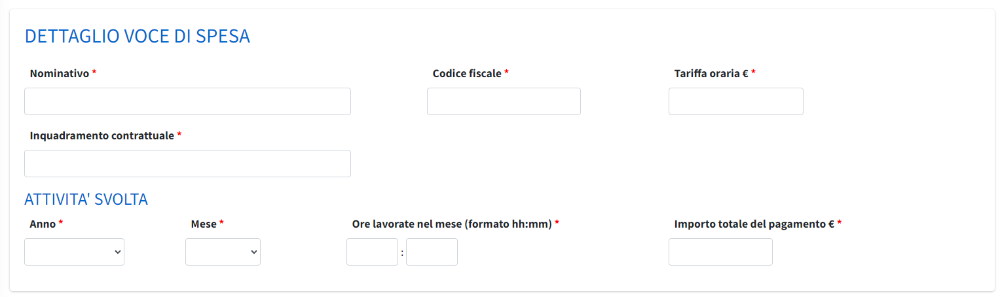 DETTAGLIO VOCE DI SPESA
Nominativo * Codice fiscale * Tariffa oraria € *
Inquadramento contrattuale *
ATTIVITA' SVOLTA
Anno * Mese * Ore lavorate nel mese (formato hh:mm) * Importo totale del pagamento € *
: